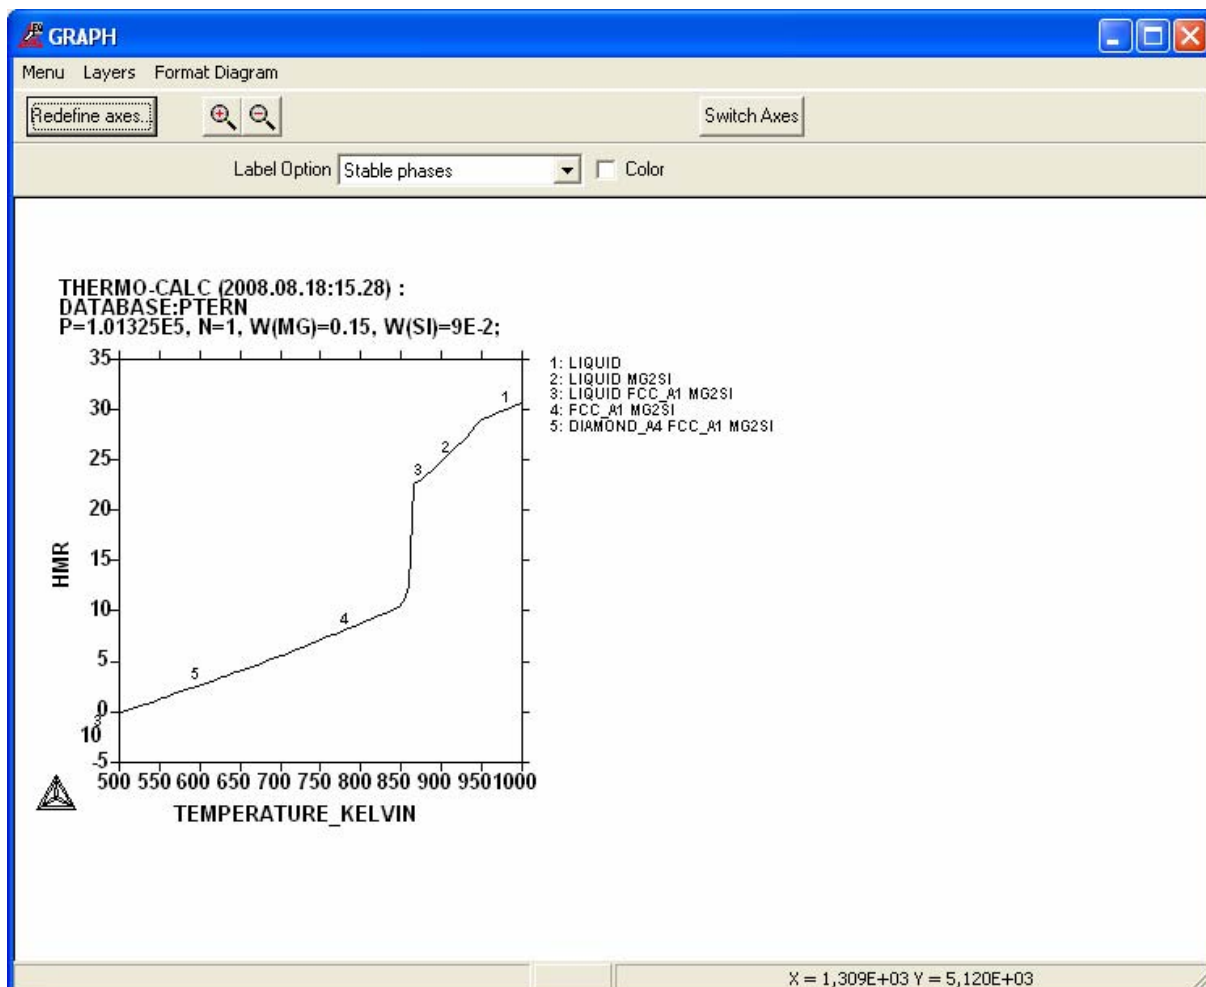 GRAPH
Menu Layers Format Diagram
Redefine axes... Switch Axes
Label Option Stable phases Color
THERMO-CALC (2008.08.18:15.28) :
DATABASE:PTERN
P=1.01325E5, N=1, W(MG)=0.15, W(SI)=9E-2;
35
30
25
20
15
10
5
0
-5
10
3
HMR
1
2
3
4
5
1: LIQUID
2: LIQUID MG2SI
3: LIQUID FCC_A1 MG2SI
4: FCC_A1 MG2SI
5: DIAMOND_A4 FCC_A1 MG2SI
500 550 600 650 700 750 800 850 900 950 1000
TEMPERATURE_KELVIN
X = 1,309E+03 Y = 5,120E+03